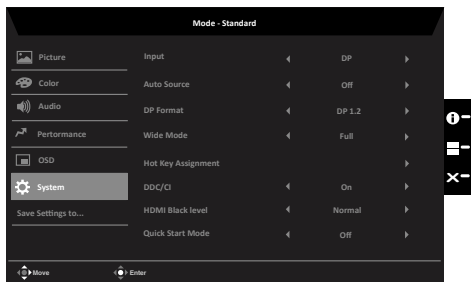 Mode - Standard
Picture
Color
Audio
Pertormance
OSD
System
Save Settings to...
Input DP
Auto Source Off
DP Format DP 1.2
Wide Mode Full
Hot Key Assignment
DDC/CI On
HDMI Black level Normal
Quick Start Mode Off
Move Enter